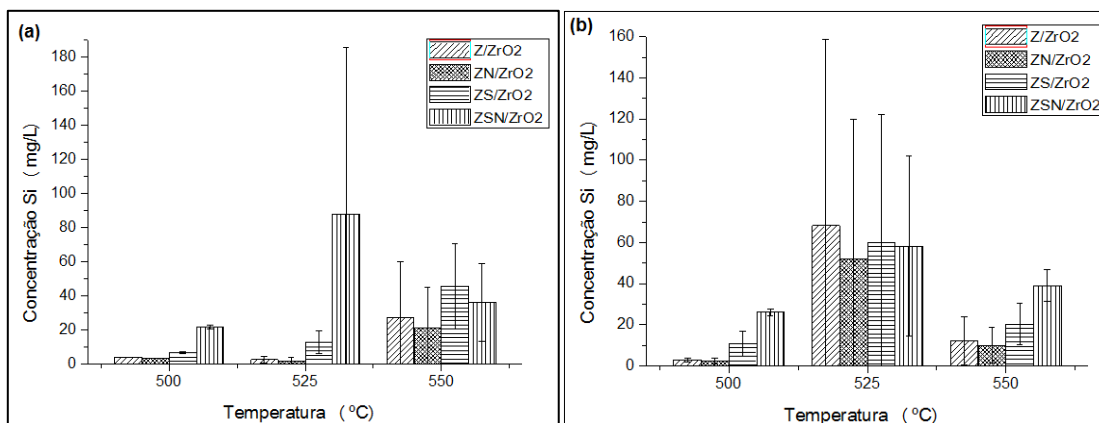 (a)
Concentração Si (mg/L)
180
160
140
120
100
80
60
40
20
0
Z/ZrO2
ZN/ZrO2
ZS/ZrO2
ZSN/ZrO2
500
525
550
Temperatura (ºC)
(b)
Concentração Si (mg/L)
160
140
120
100
80
60
40
20
0
Z/ZrO2
ZN/ZrO2
ZS/ZrO2
ZSN/ZrO2
500
525
550
Temperatura (ºC)